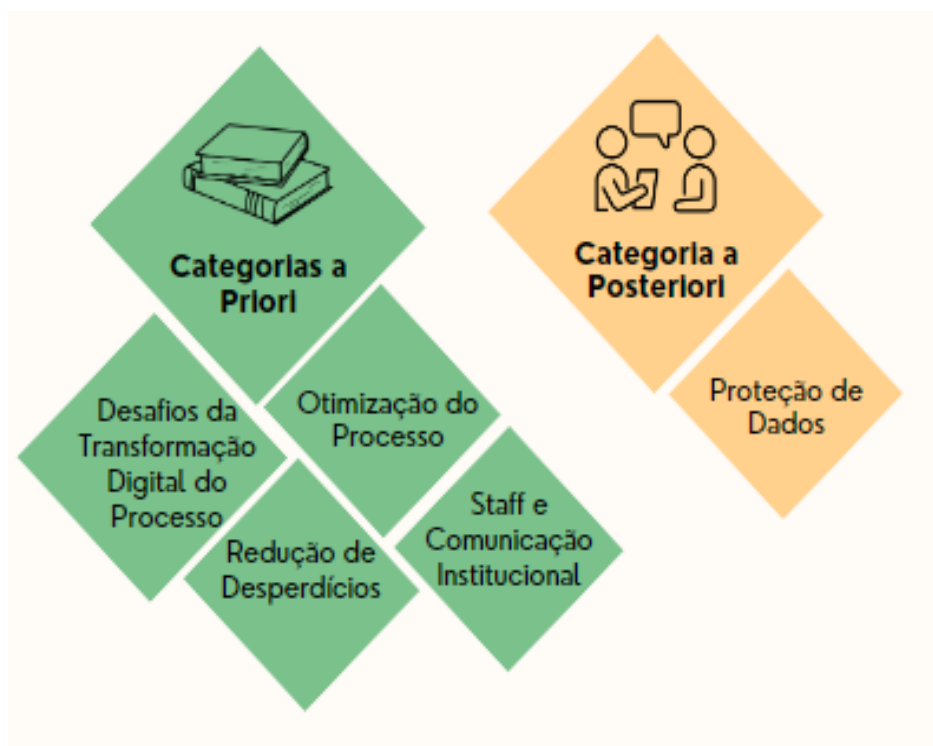 Categorias a
Priori
Desafios da
Transformação
Digital do
Processo
Otimização do
Processo
Redução de
Desperdícios
Staff e
Comunicação
Institucional
Categoria a
Posteriori
Proteção de
Dados